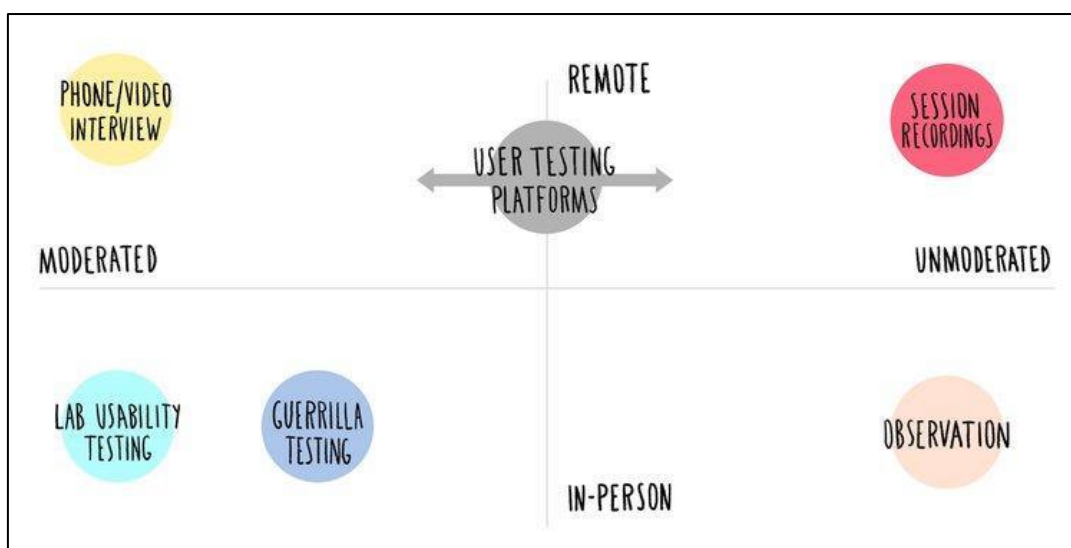 PHONE/VIDEO
INTERVIEW
REMOTE
SESSION
RECORDINGS
USER TESTING
PLATFORMS
MODERATED
UNMODERATED
LAB USABILITY
TESTING
GUERRILLA
TESTING
OBSERVATION
IN-PERSON